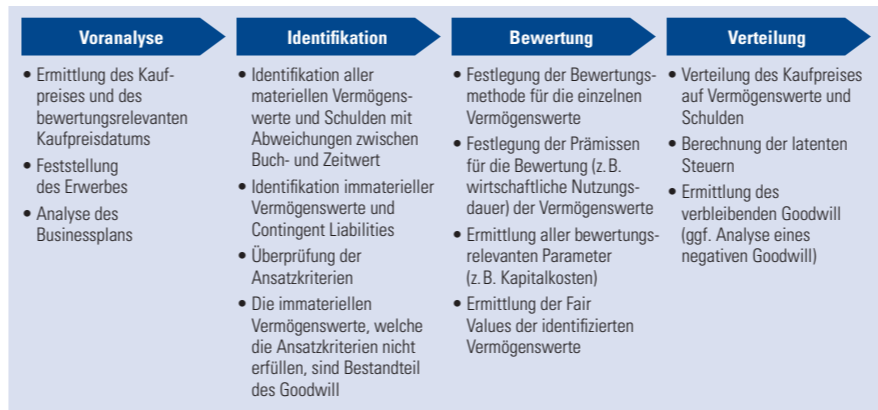 Voranalyse
• Ermittlung des Kauf-
preises und des
bewertungsrelevanten
Kaufpreisdatums
• Feststellung
des Erwerbes
• Analyse des
Businessplans
Identifikation
• Identifikation aller
materiellen Vermögens-
werte und Schulden mit
Abweichungen zwischen
Buch- und Zeitwert
• Identifikation immaterieller
Vermögenswerte und
Contingent Liabilities
• Überprüfung der
Ansatzkriterien
• Die immateriellen
Vermögenswerte, welche
die Ansatzkriterien nicht
erfüllen, sind Bestandteil
des Goodwill
Bewertung
• Festlegung der Bewertungs-
methode für die einzelnen
Vermögenswerte
• Festlegung der Prämissen
für die Bewertung (z. B.
wirtschaftliche Nutzungs-
dauer) der Vermögenswerte
• Ermittlung aller bewertungs-
relevanten Parameter
(z. B. Kapitalkosten)
• Ermittlung der Fair
Values der identifizierten
Vermögenswerte
Verteilung
• Verteilung des Kaufpreises
auf Vermögenswerte und
Schulden
• Berechnung der latenten
Steuern
• Ermittlung des
verbleibenden Goodwill
(ggf. Analyse eines
negativen Goodwill)